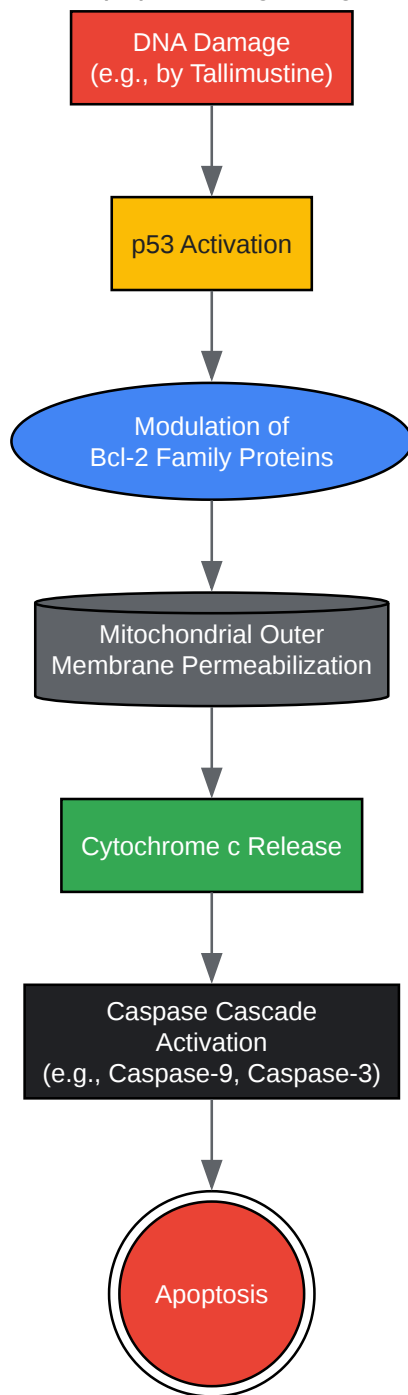 DNA Damage
(e.g., by Tallimustine)
p53 Activation
Modulation of
Bcl-2 Family Proteins
Mitochondrial Outer
Membrane Permeabilization
Cytochrome c Release
Caspase Cascade
Activation
(e.g., Caspase-9, Caspase-3)
Apoptosis